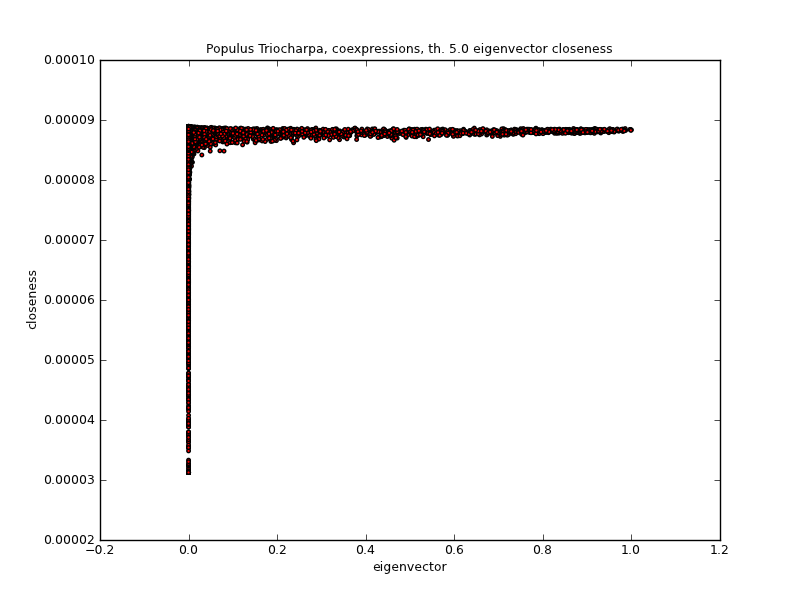 Populus Triocharpa, coexpressions, th. 5.0 eigenvector closeness
0.00010
0.00009
0.00008
0.00007
0.00006
0.00005
0.00004
0.00003
0.00002
closeness
−0.2 0.0 0.2 0.4 0.6 0.8 1.0 1.2
eigenvector